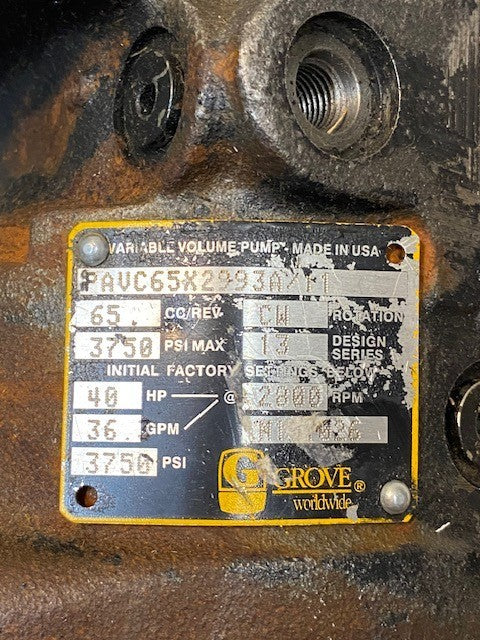 VARIABLE VOLUME PUMP - MADE IN USA
65. CC/REV CW ROTATION
3750 PSI MAX 13 DESIGN SERIES
INITIAL FACTORY SETTINGS BELOW
40 HP @ 2800 RPM
36. GPM
3750 PSI
G GROVE ®
worldwide